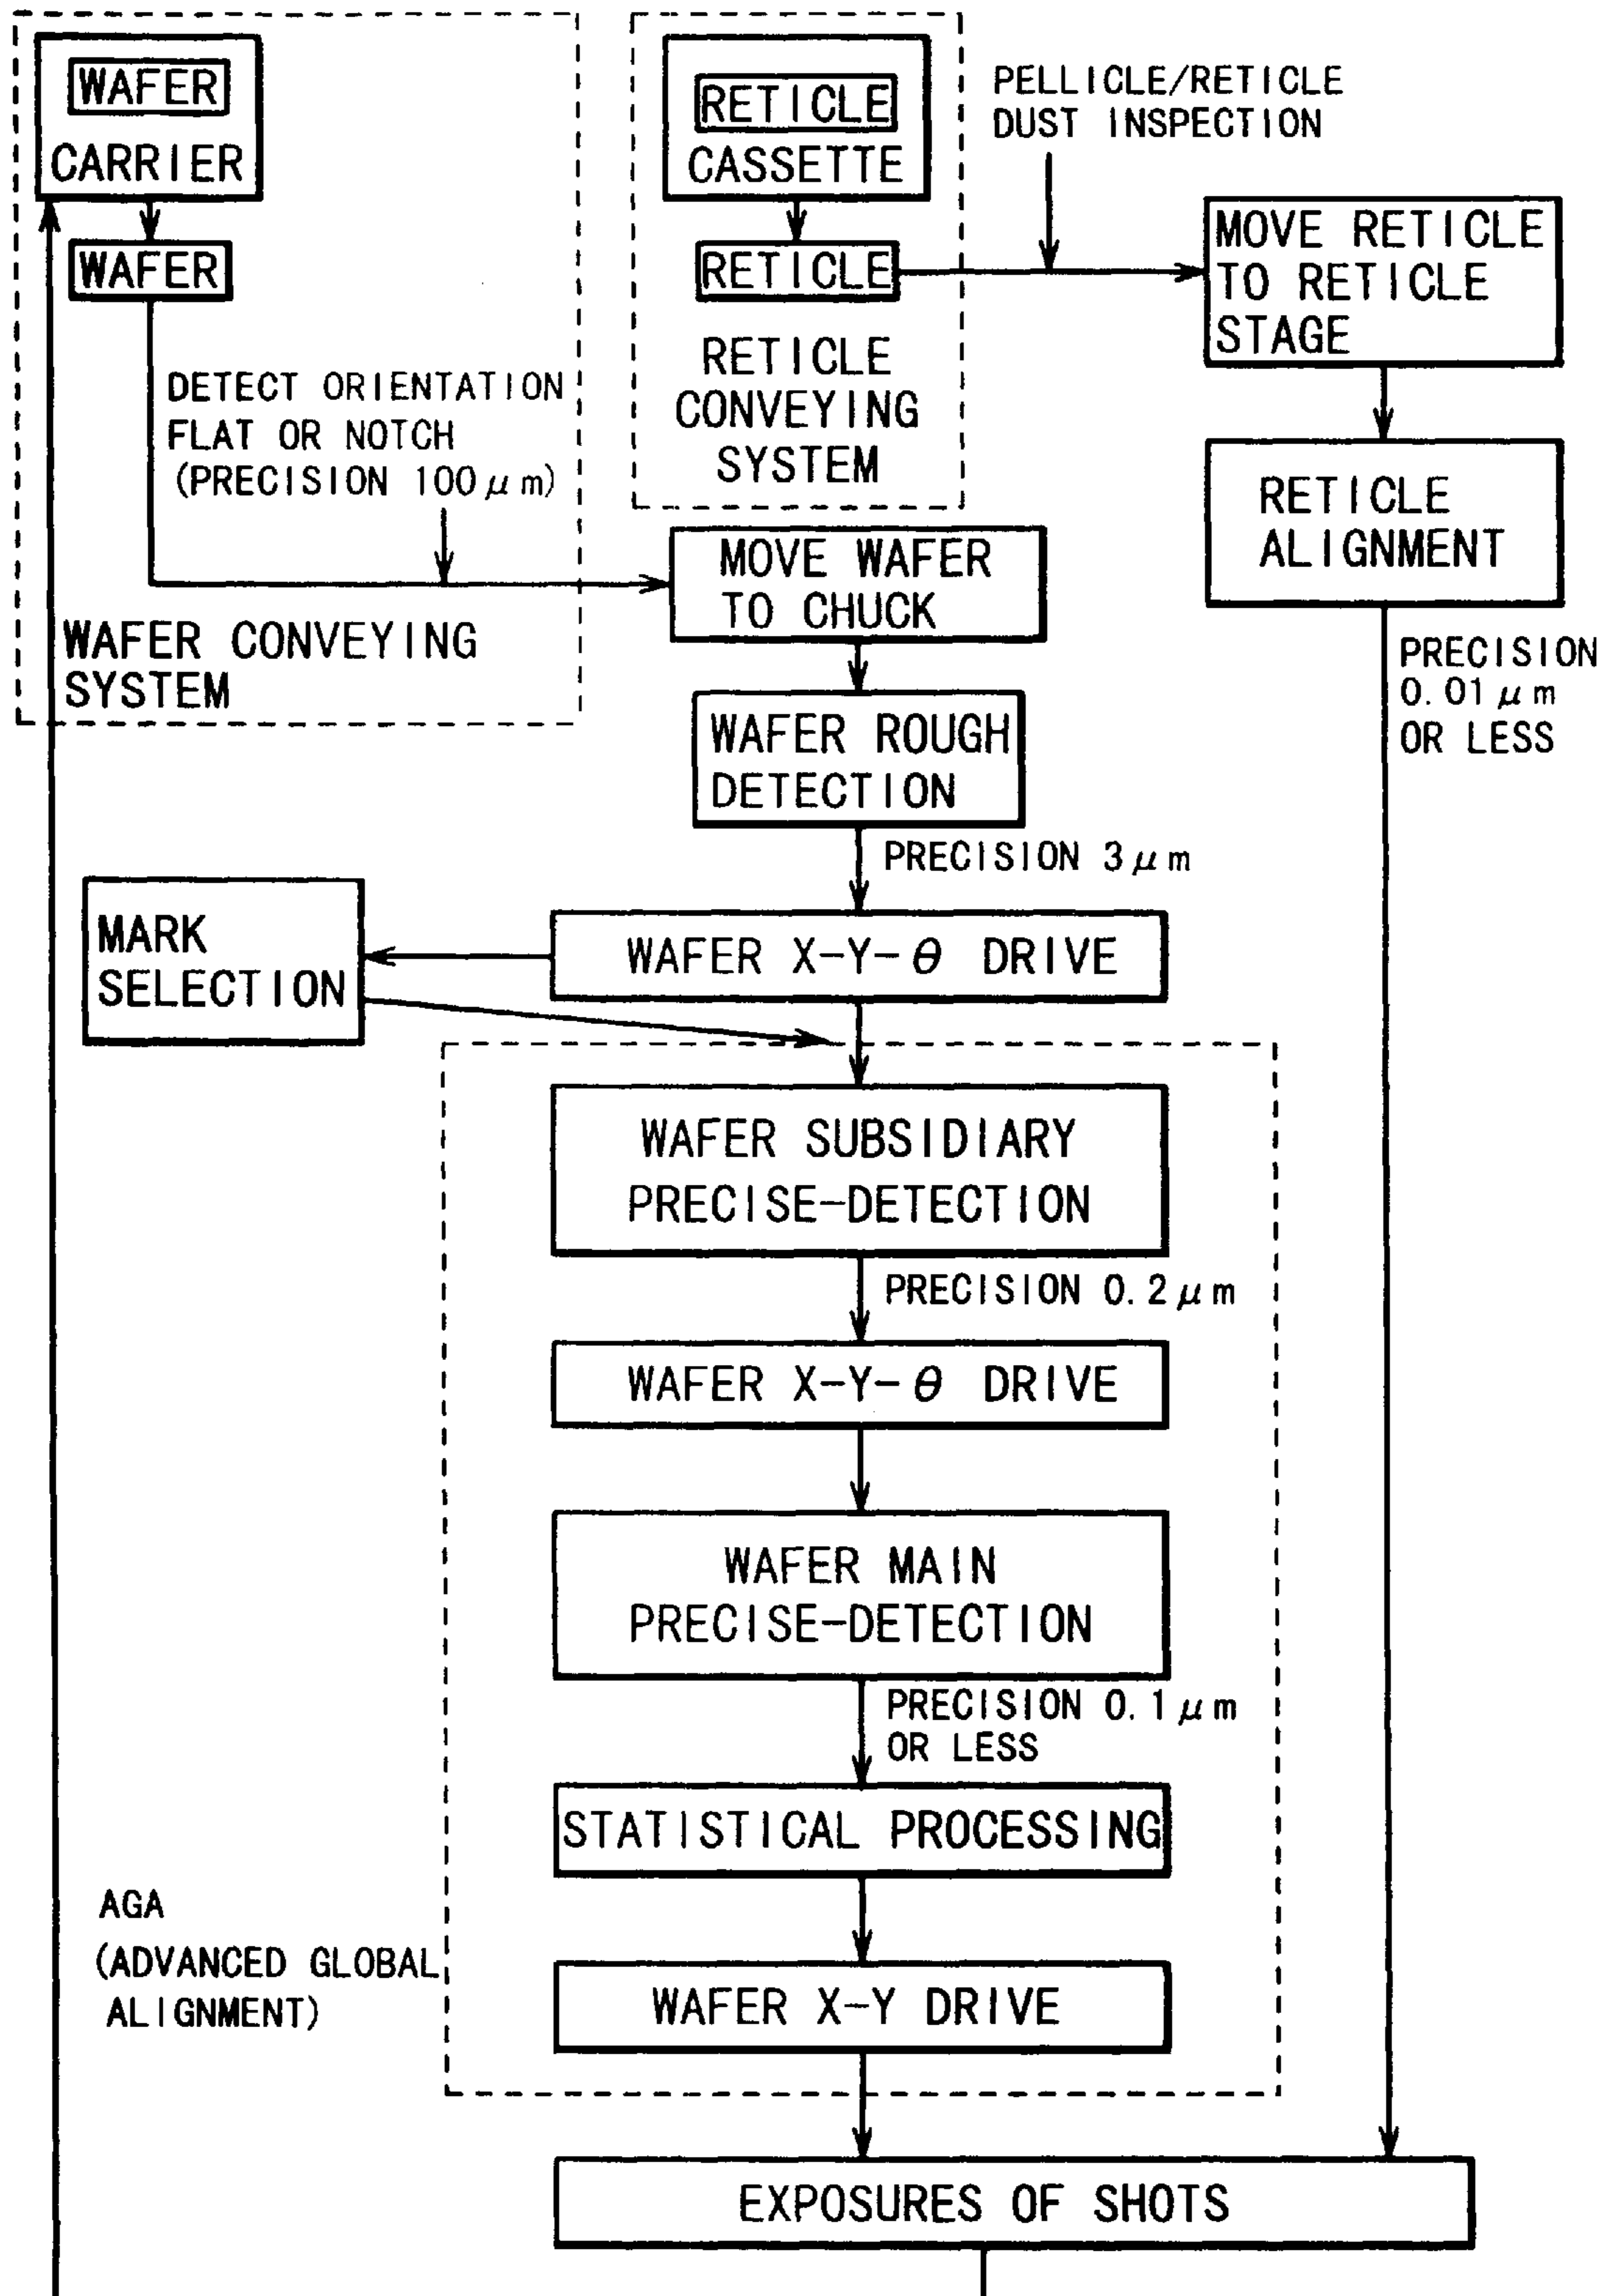 WAFER
CARRIER
WAFER
DETECT ORIENTATION
FLAT OR NOTCH
(PRECISION 100μm)
WAFER CONVEYING
SYSTEM
RETICLE
CASSETTE
RETICLE
RETICLE
CONVEYING
SYSTEM
PELLICLE/RETICLE
DUST INSPECTION
MOVE RETICLE
TO RETICLE
STAGE
RETICLE
ALIGNMENT
PRECISION
0.01μm
OR LESS
MOVE WAFER
TO CHUCK
WAFER ROUGH
DETECTION
PRECISION 3μm
WAFER X-Y-θ DRIVE
MARK
SELECTION
WAFER SUBSIDIARY
PRECISE-DETECTION
PRECISION 0.2μm
WAFER X-Y-θ DRIVE
WAFER MAIN
PRECISE-DETECTION
PRECISION 0.1μm
OR LESS
STATISTICAL PROCESSING
AGA
(ADVANCED GLOBAL
ALIGNMENT)
WAFER X-Y DRIVE
EXPOSURES OF SHOTS